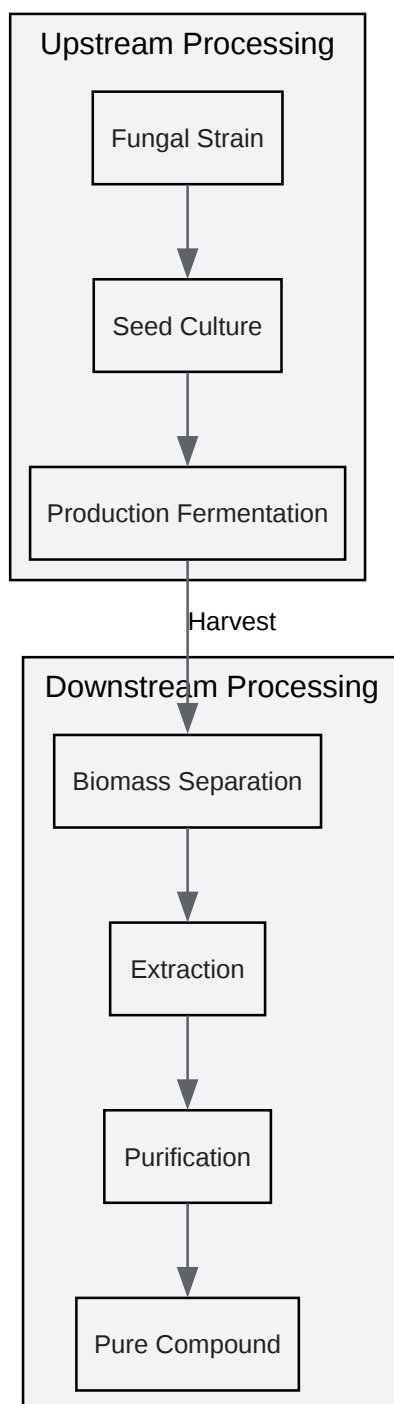 Upstream Processing
Fungal Strain
Seed Culture
Production Fermentation
Harvest
Downstream Processing
Biomass Separation
Extraction
Purification
Pure Compound